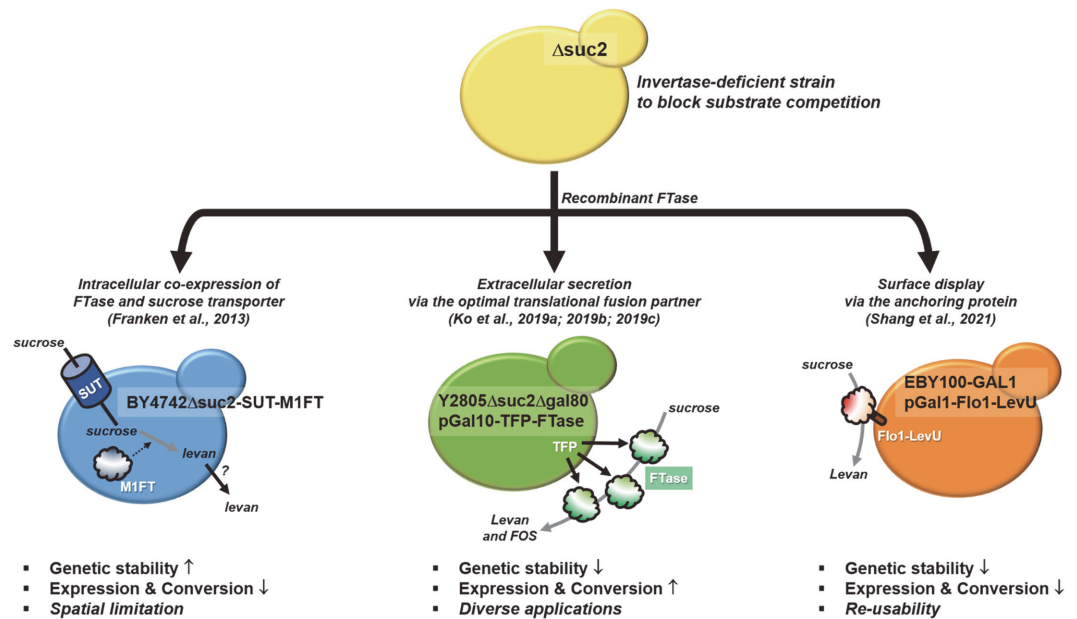 Δsuc2
Invertase-deficient strain
to block substrate competition
Recombinant FTase
Intracellular co-expression of
FTase and sucrose transporter
(Franken et al., 2013)
sucrose
SUT
BY4742Δsuc2-SUT-M1FT
sucrose
levan
?
M1FT
levan
▪ Genetic stability ↑
▪ Expression & Conversion ↓
▪ Spatial limitation
Extracellular secretion
via the optimal translational fusion partner
(Ko et al., 2019a; 2019b; 2019c)
Y2805Δsuc2Δgal80
pGal10-TFP-FTase
sucrose
TFP
FTase
Levan
and FOS
▪ Genetic stability ↓
▪ Expression & Conversion ↑
▪ Diverse applications
Surface display
via the anchoring protein
(Shang et al., 2021)
sucrose
EBY100-GAL1
pGal1-Flo1-LevU
Flo1-LevU
Levan
▪ Genetic stability ↓
▪ Expression & Conversion ↓
▪ Re-usability